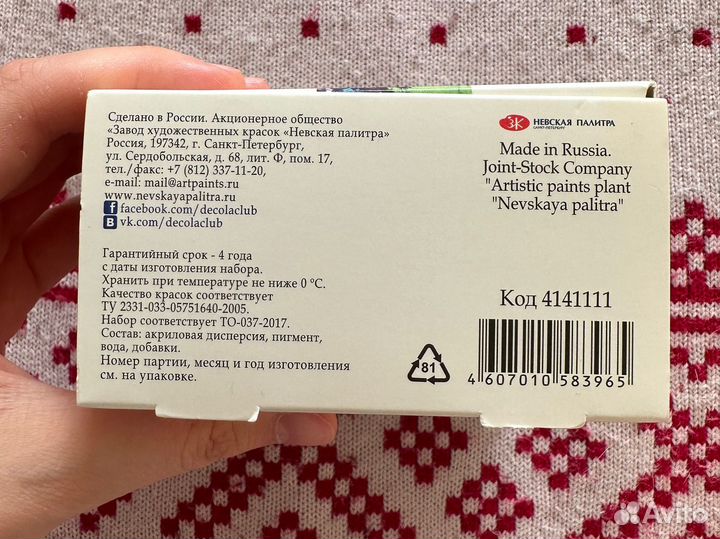 Сделано в России. Акционерное общество
«Завод художественных красок «Невская палитра»
Россия, 197342, г. Санкт-Петербург,
ул. Сердобольская, д. 68, лит. Ф, пом. 17,
тел./факс: +7 (812) 337-11-20,
e-mail: mail@artpaints.ru
www.nevskayapalitra.ru
f facebook.com/decolaclub
B vk.com/decolaclub
Гарантийный срок - 4 года
с даты изготовления набора.
Хранить при температуре не ниже 0 °С.
Качество красок соответствует
ТУ 2331-033-05751640-2005.
Набор соответствует ТО-037-2017.
Состав: акриловая дисперсия, пигмент,
вода, добавки.
Номер партии, месяц и год изготовления
см. на упаковке.
ЗХК НЕВСКАЯ ПАЛИТРА
САНКТ-ПЕТЕРБУРГ
Made in Russia.
Joint-Stock Company
"Artistic paints plant
"Nevskaya palitra"
Код 4141111
81
4 607010 583965
Avito